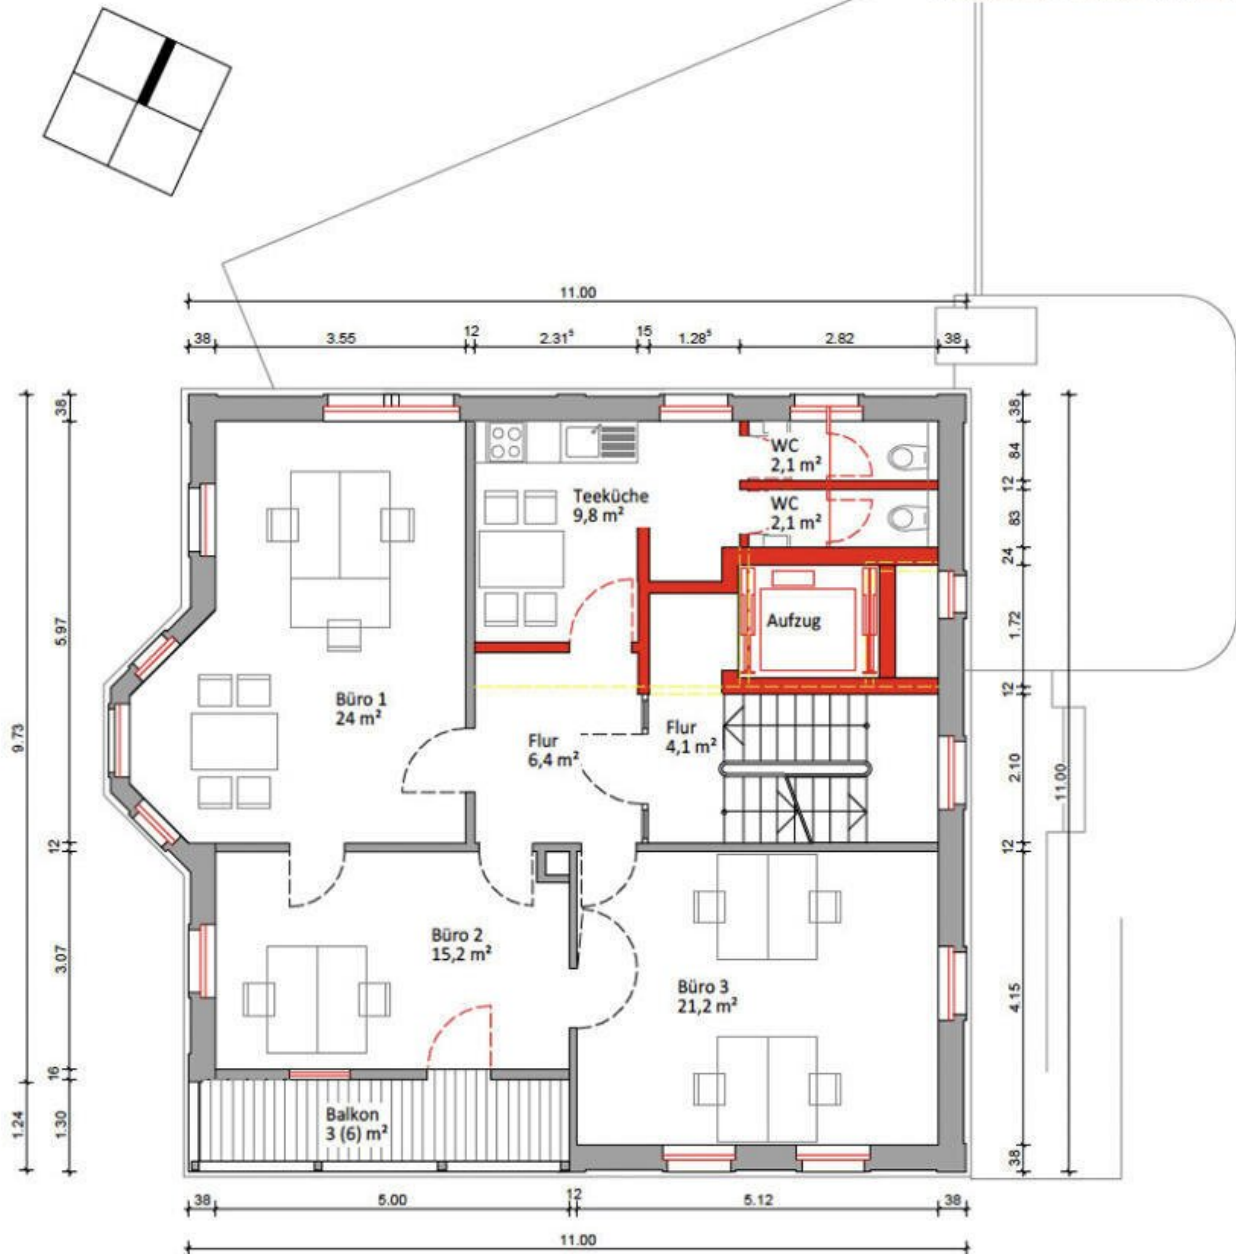 11.00
38
3.55
12
2.31⁵
15
1.28⁵
2.82
38
38
5.97
9.73
12
3.07
16
1.30
1.24
38
84
12
83
24
1.72
12
2.10
11.00
12
4.15
38
WC
2,1 m²
Teeküche
9,8 m²
WC
2,1 m²
Aufzug
Büro 1
24 m²
Flur
6,4 m²
Flur
4,1 m²
Büro 2
15,2 m²
Büro 3
21,2 m²
Balkon
3 (6) m²
38
5.00
12
5.12
38
11.00